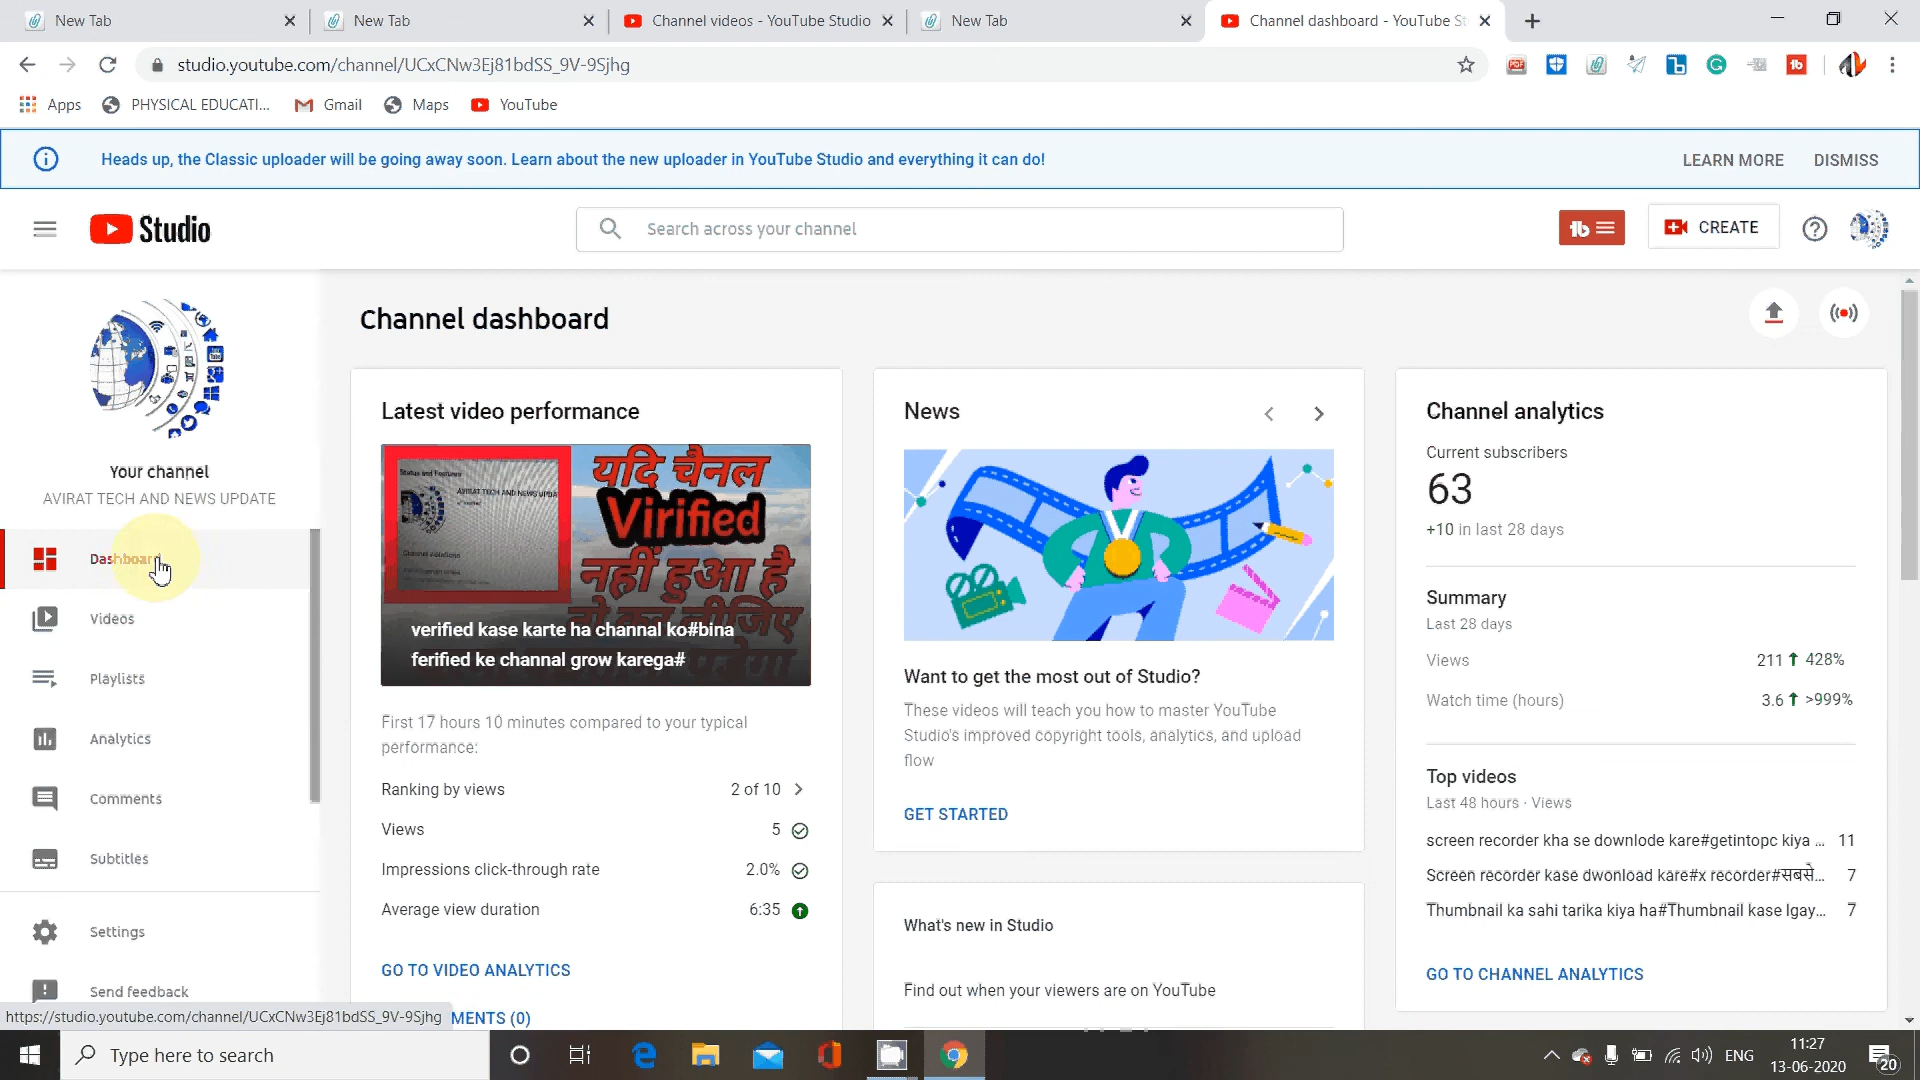 New Tab
New Tab
Channel videos - YouTube Studio
New Tab
Channel dashboard - YouTube St
studio.youtube.com/channel/UCxCNw3Ej81bdSS_9V-9Sjhg
Apps
PHYSICAL EDUCATI...
Gmail
Maps
YouTube
Heads up, the Classic uploader will be going away soon. Learn about the new uploader in YouTube Studio and everything it can do!
LEARN MORE
DISMISS
Studio
Search across your channel
CREATE
Your channel
AVIRAT TECH AND NEWS UPDATE
Dashboard
Videos
Playlists
Analytics
Comments
Subtitles
Settings
Send feedback
https://studio.youtube.com/channel/UCxCNw3Ej81bdSS_9V-9Sjhg
Channel dashboard
Latest video performance
Status and Features
AVIRAT TECH AND NEWS UPDA
यदि चैनल
Virified
नहीं हुआ है
तो कर लीजिए
verified kase karte ha channal ko#bina
ferified ke channal grow karega#
First 17 hours 10 minutes compared to your typical
performance:
Ranking by views 2 of 10
Views 5
Impressions click-through rate 2.0%
Average view duration 6:35
GO TO VIDEO ANALYTICS
MENTS (0)
News
Want to get the most out of Studio?
These videos will teach you how to master YouTube
Studio's improved copyright tools, analytics, and upload
flow
GET STARTED
What's new in Studio
Find out when your viewers are on YouTube
Channel analytics
Current subscribers
63
+10 in last 28 days
Summary
Last 28 days
Views 211 428%
Watch time (hours) 3.6 >999%
Top videos
Last 48 hours · Views
screen recorder kha se downlode kare#getintopc kiya ... 11
Screen recorder kase dwonload kare#x recorder#सबसे... 7
Thumbnail ka sahi tarika kiya ha#Thumbnail kase lgay... 7
GO TO CHANNEL ANALYTICS
Type here to search
ENG
11:27
13-06-2020
20